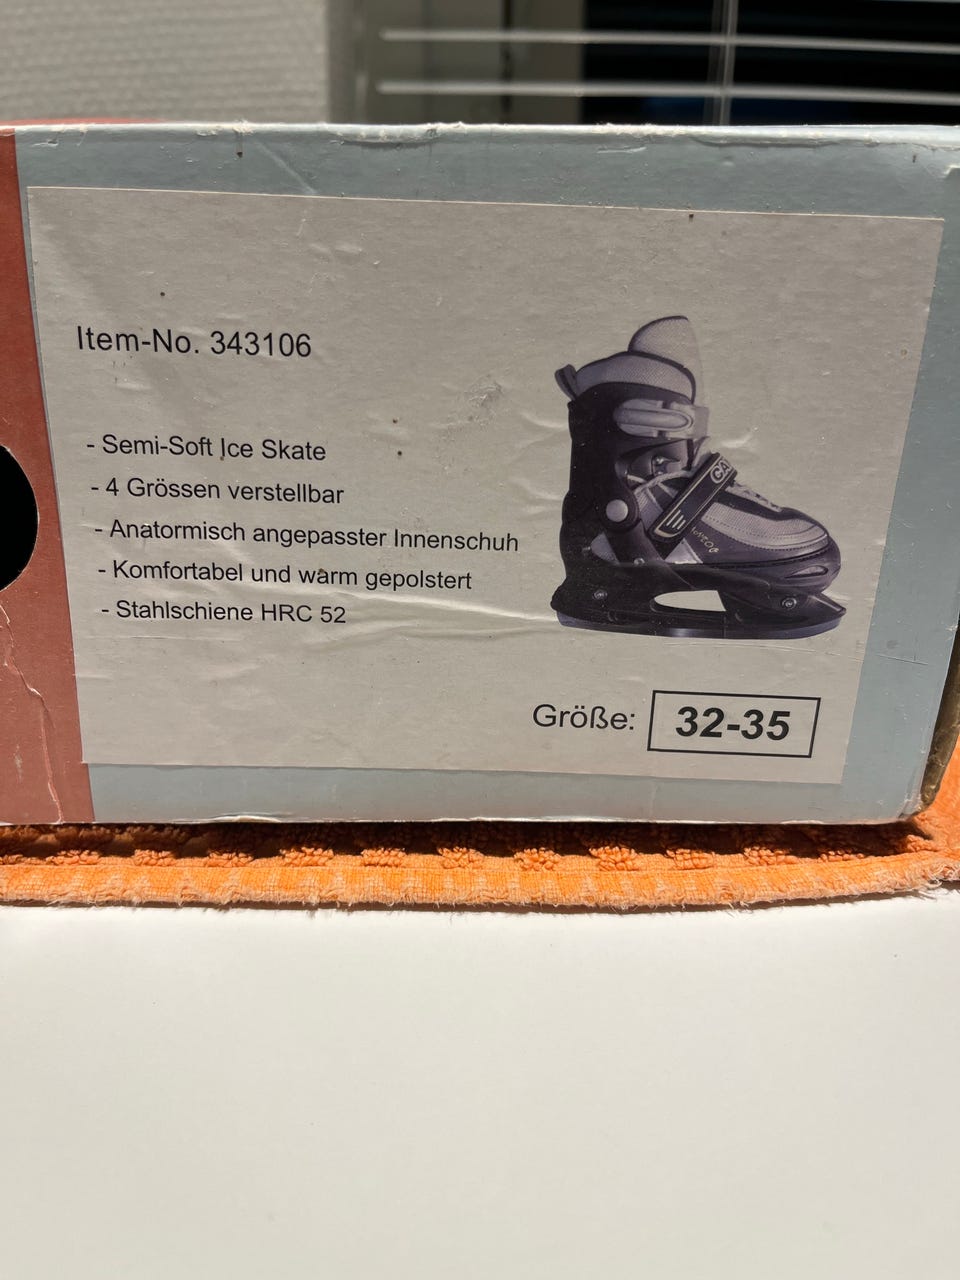 Item-No. 343106
- Semi-Soft Ice Skate
- 4 Grössen verstellbar
- Anatormisch angepasster Innenschuh
- Komfortabel und warm gepolstert
- Stahlschiene HRC 52
Größe: 32-35